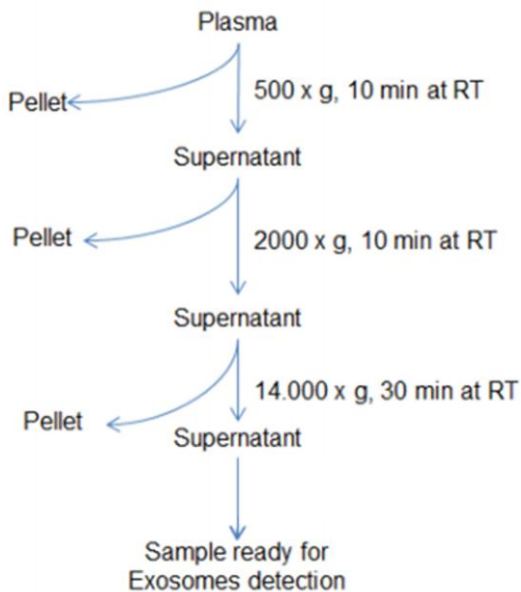 Plasma
500 x g, 10 min at RT
Pellet
Supernatant
Pellet
2000 x g, 10 min at RT
Supernatant
14.000 x g, 30 min at RT
Pellet
Supernatant
Sample ready for
Exosomes detection